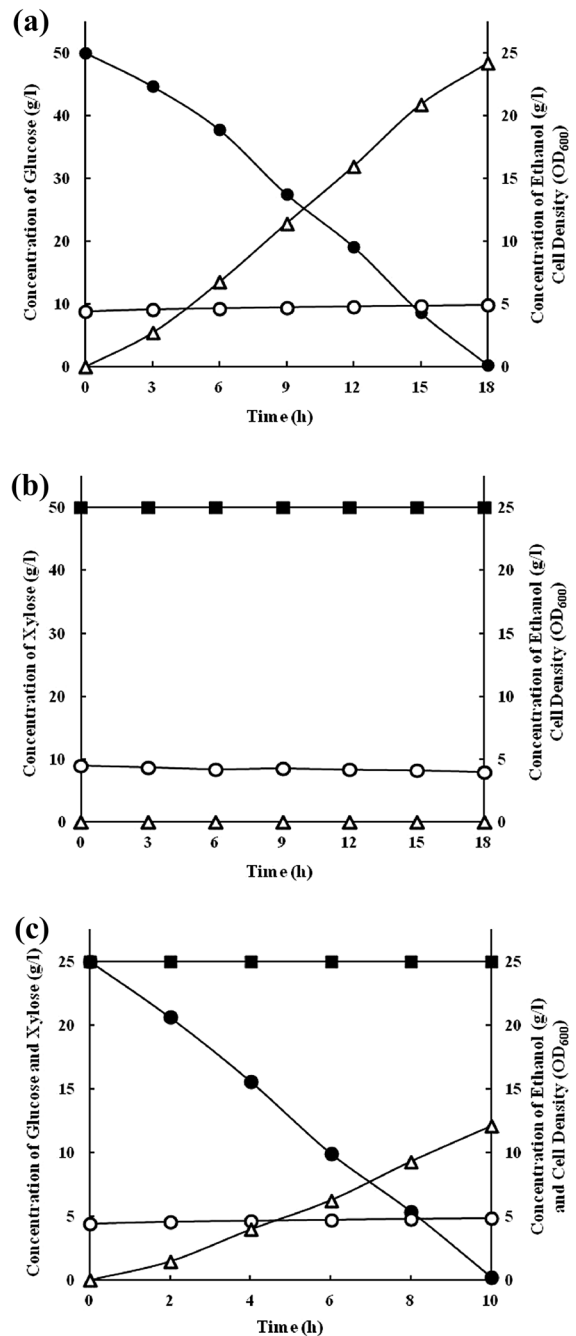 (a)
50
40
30
20
10
0
Concentration of Glucose (g/l)
25
20
15
10
5
0
Concentration of Ethanol (g/l)
Cell Density (OD600)
0 3 6 9 12 15 18
Time (h)
(b)
50
40
30
20
10
0
Concentration of Xylose (g/l)
25
20
15
10
5
0
Concentration of Ethanol (g/l)
Cell Density (OD600)
0 3 6 9 12 15 18
Time (h)
(c)
25
20
15
10
5
0
Concentration of Glucose and Xylose (g/l)
25
20
15
10
5
0
Concentration of Ethanol (g/l)
and Cell Density (OD600)
0 2 4 6 8 10
Time (h)